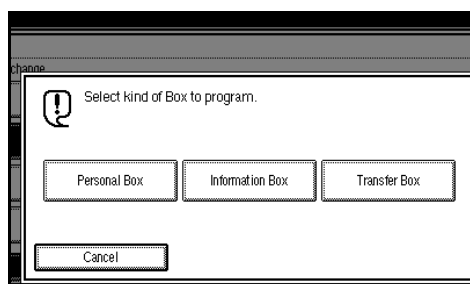 change
Select kind of Box to program.
Personal Box Information Box Transfer Box
Cancel